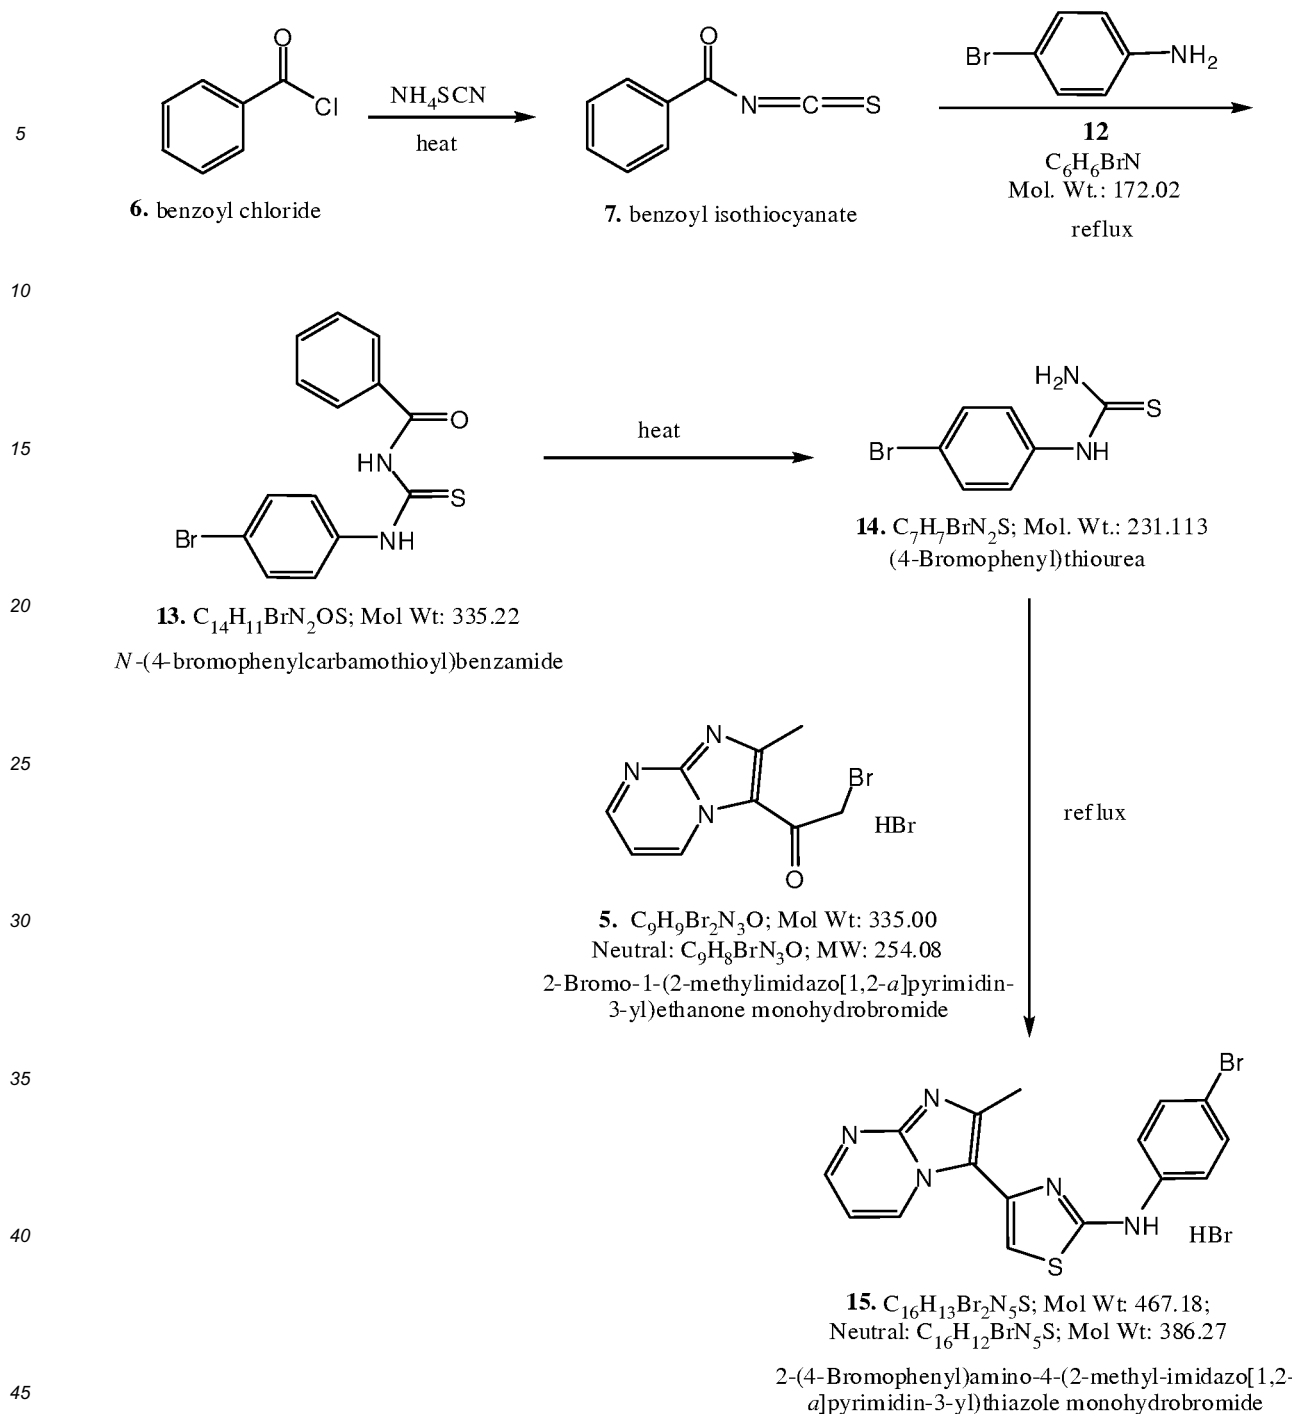 O
Cl
NH4SCN
heat
6. benzoyl chloride
O
N C S
7. benzoyl isothiocyanate
Br NH2
12
C6H6BrN
Mol. Wt.: 172.02
reflux
5
10
O
HN
S
Br NH
13. C14H11BrN2OS; Mol Wt: 335.22
N-(4-bromophenylcarbamothioyl)benzamide
heat
H2N
S
Br NH
14. C7H7BrN2S; Mol. Wt.: 231.113
(4-Bromophenyl)thiourea
15
20
N
N
N
Br
HBr
O
reflux
5. C9H9Br2N3O; Mol Wt: 335.00
Neutral: C9H8BrN3O; MW: 254.08
2-Bromo-1-(2-methylimidazo[1,2-a]pyrimidin-
3-yl)ethanone monohydrobromide
25
30
35
Br
N
N
N
N
NH
HBr
S
40
15. C16H13Br2N5S; Mol Wt: 467.18;
Neutral: C16H12BrN5S; Mol Wt: 386.27
2-(4-Bromophenyl)amino-4-(2-methyl-imidazo[1,2-
a]pyrimidin-3-yl)thiazole monohydrobromide
45